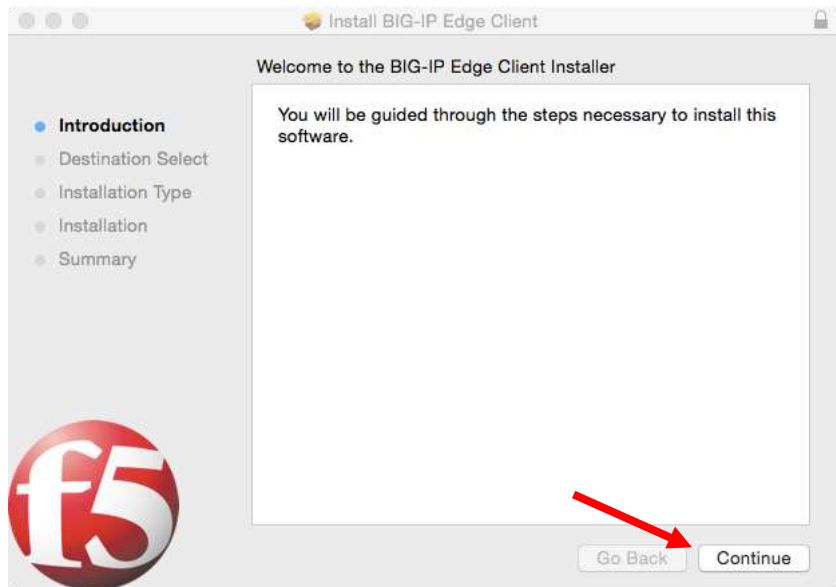 Install BIG-IP Edge Client
Welcome to the BIG-IP Edge Client Installer
Introduction
Destination Select
Installation Type
Installation
Summary
You will be guided through the steps necessary to install this
software.
f5
Go Back
Continue